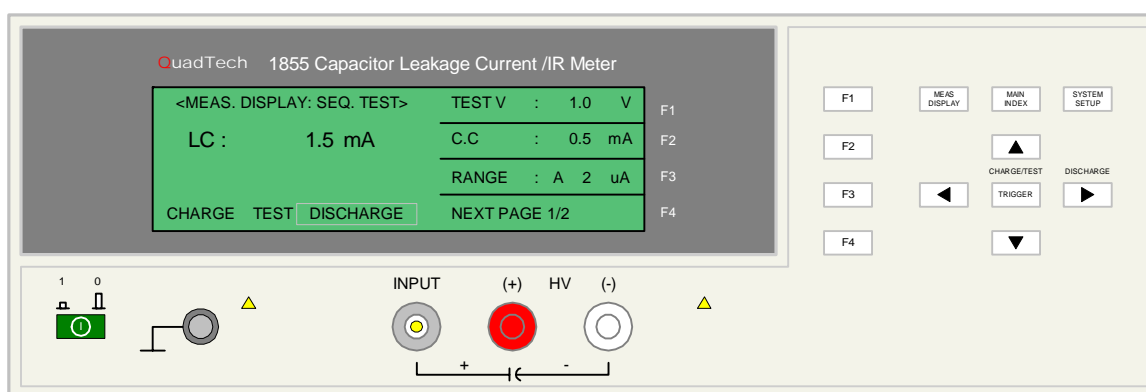 QuadTech 1855 Capacitor Leakage Current /IR Meter
<MEAS. DISPLAY: SEQ. TEST>
LC : 1.5 mA
CHARGE TEST DISCHARGE
TEST V : 1.0 V
C.C : 0.5 mA
RANGE : A 2 uA
NEXT PAGE 1/2
F1
F2
F3
F4
F1
MEAS
DISPLAY
MAIN
INDEX
SYSTEM
SETUP
F2
CHARGE/TEST
DISCHARGE
F3
TRIGGER
F4
1 0
INPUT (+) HV (-)
+ -